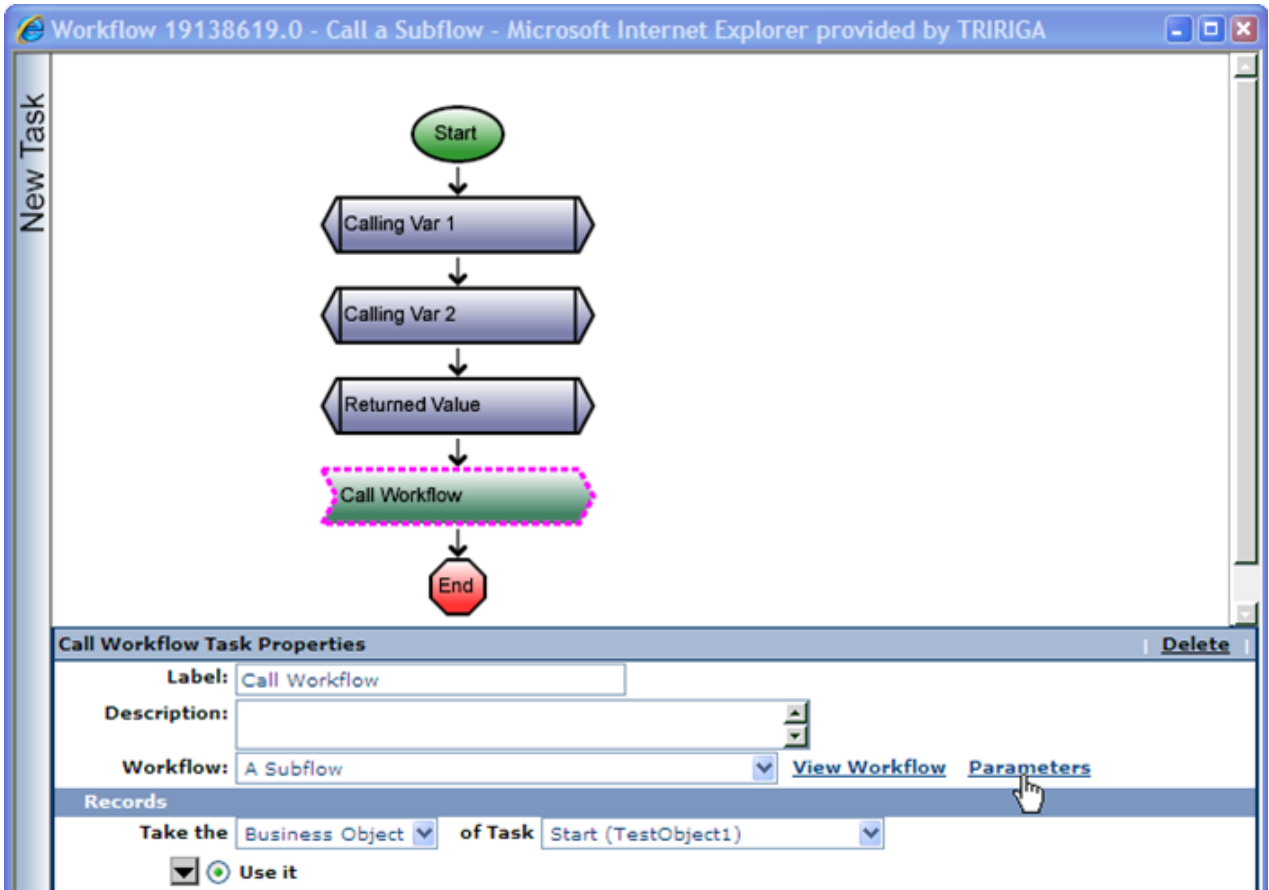 Workflow 19138619.0 - Call a Subflow - Microsoft Internet Explorer provided by TRIRIGA
New Task
Start
Calling Var 1
Calling Var 2
Returned Value
Call Workflow
End
Call Workflow Task Properties | Delete |
Label: Call Workflow
Description:
Workflow: A Subflow View Workflow Parameters
Records
Take the Business Object of Task Start (TestObject1)
Use it